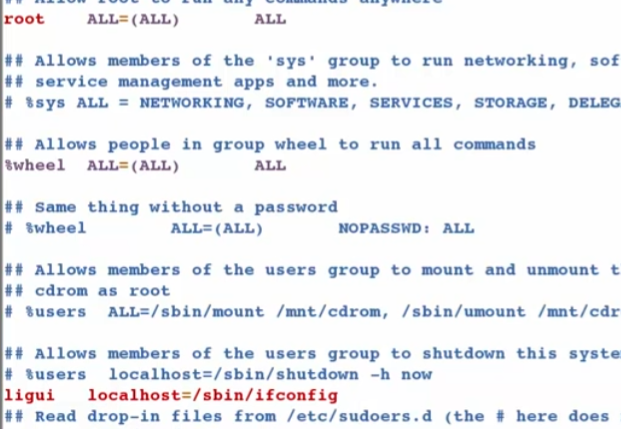 ## Allow root to run any commands anywhere
root ALL=(ALL) ALL
## Allows members of the 'sys' group to run networking,
## service management apps and more.
# %sys ALL = NETWORKING, SOFTWARE, SERVICES, STORAGE,
## Allows people in group wheel to run all commands
%wheel ALL=(ALL) ALL
## Same thing without a password
# %wheel ALL=(ALL) NOPASSWD: ALL
## Allows members of the users group to mount and unmount
## cdrom as root
# %users ALL=/sbin/mount /mnt/cdrom, /sbin/umount
## Allows members of the users group to shutdown this
# %users localhost=/sbin/shutdown -h now
ligui localhost=/sbin/ifconfig
## Read drop-in files from /etc/sudoers.d (the # here does